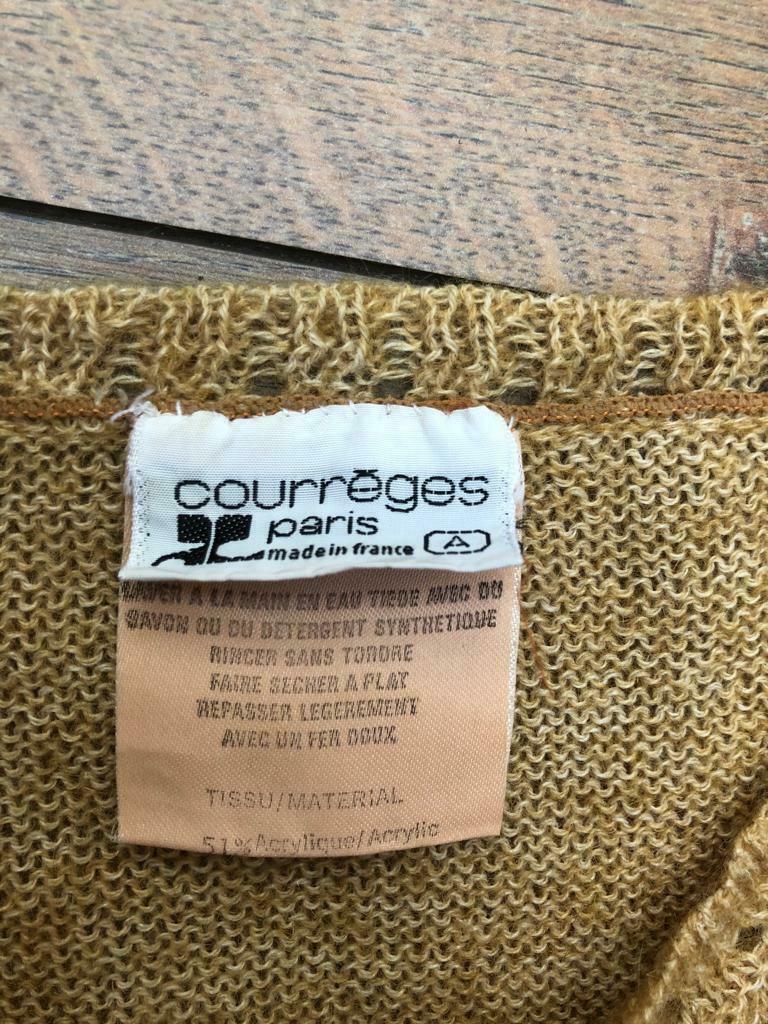 courrèges
paris
made in france A
LAVER A LA MAIN EN EAU TIEDE AVEC DU
SAVON OU DU DETERGENT SYNTHETIQUE
RINCER SANS TORDRE
FAIRE SECHER A PLAT
REPASSER LEGEREMENT
AVEC UN FER DOUX
TISSU/MATERIAL
51%Acrylique/Acrylic